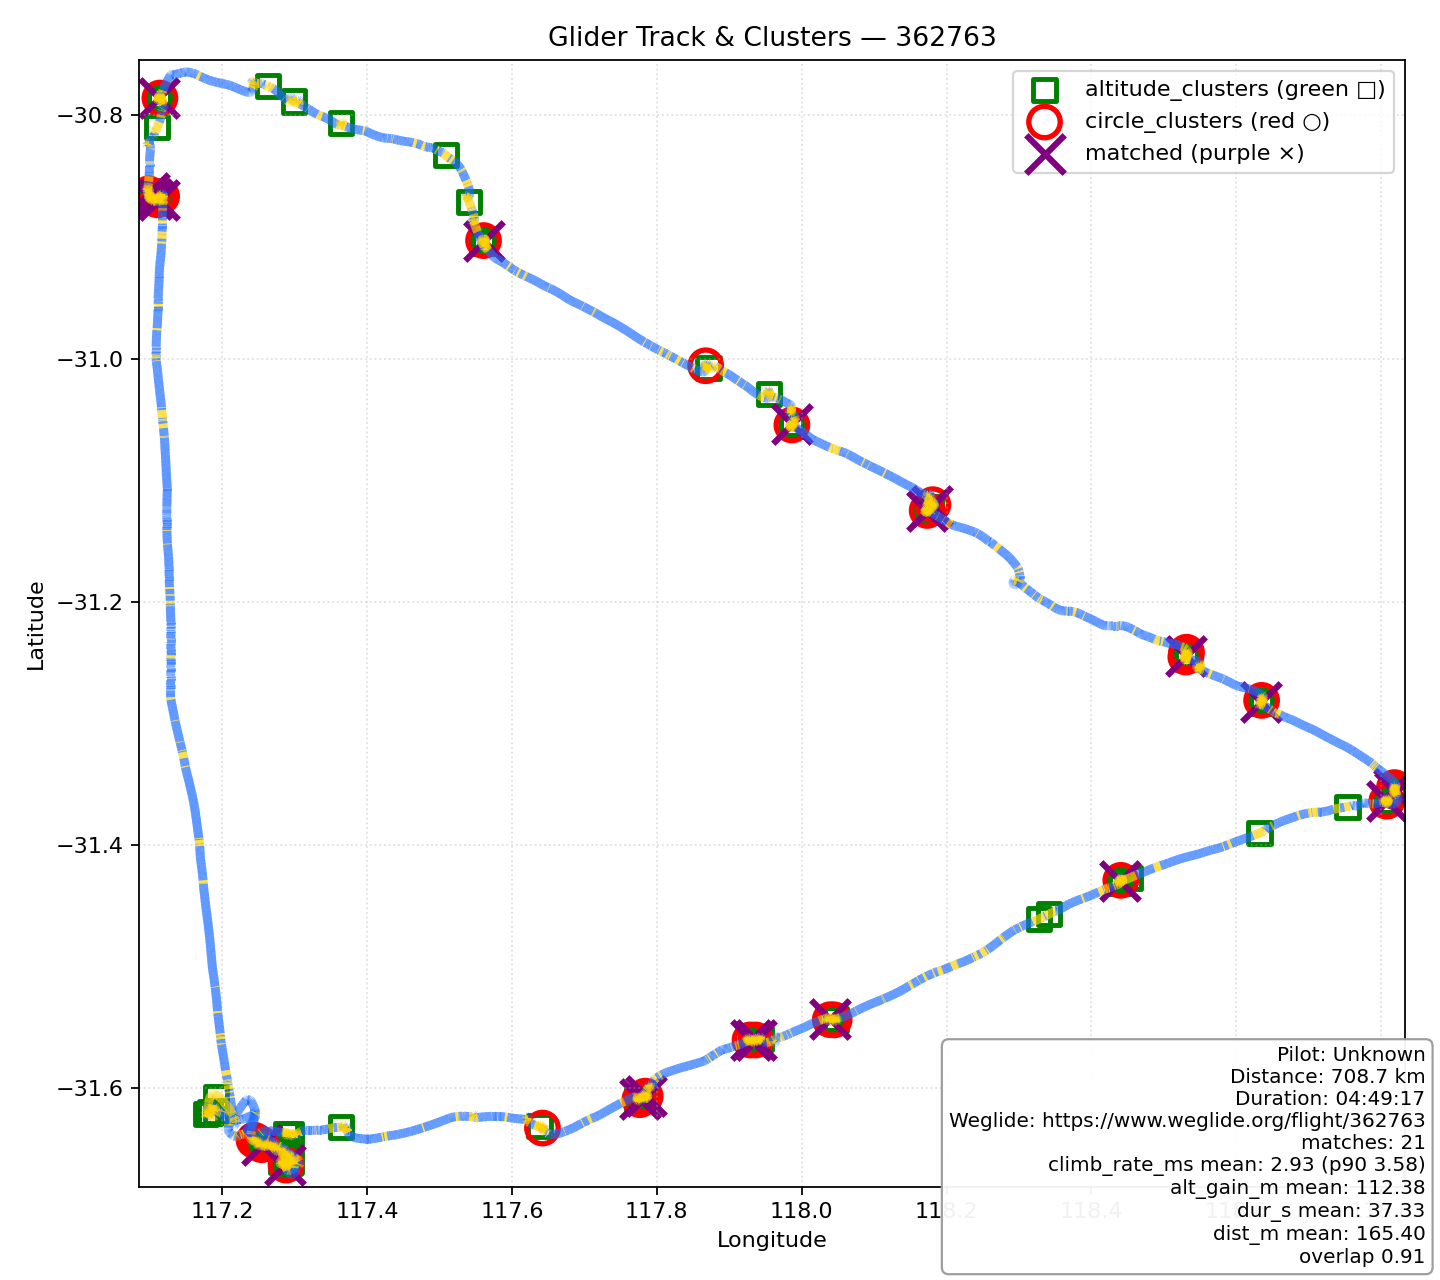 Glider Track & Clusters — 362763
altitude_clusters (green □)
circle_clusters (red ○)
matched (purple ×)
−30.8
−31.0
−31.2
−31.4
−31.6
Latitude
117.2
117.4
117.6
117.8
118.0
118.2
118.4
Longitude
Pilot: Unknown
Distance: 708.7 km
Duration: 04:49:17
Weglide: https://www.weglide.org/flight/362763
matches: 21
climb_rate_ms mean: 2.93 (p90 3.58)
alt_gain_m mean: 112.38
dur_s mean: 37.33
dist_m mean: 165.40
overlap 0.91